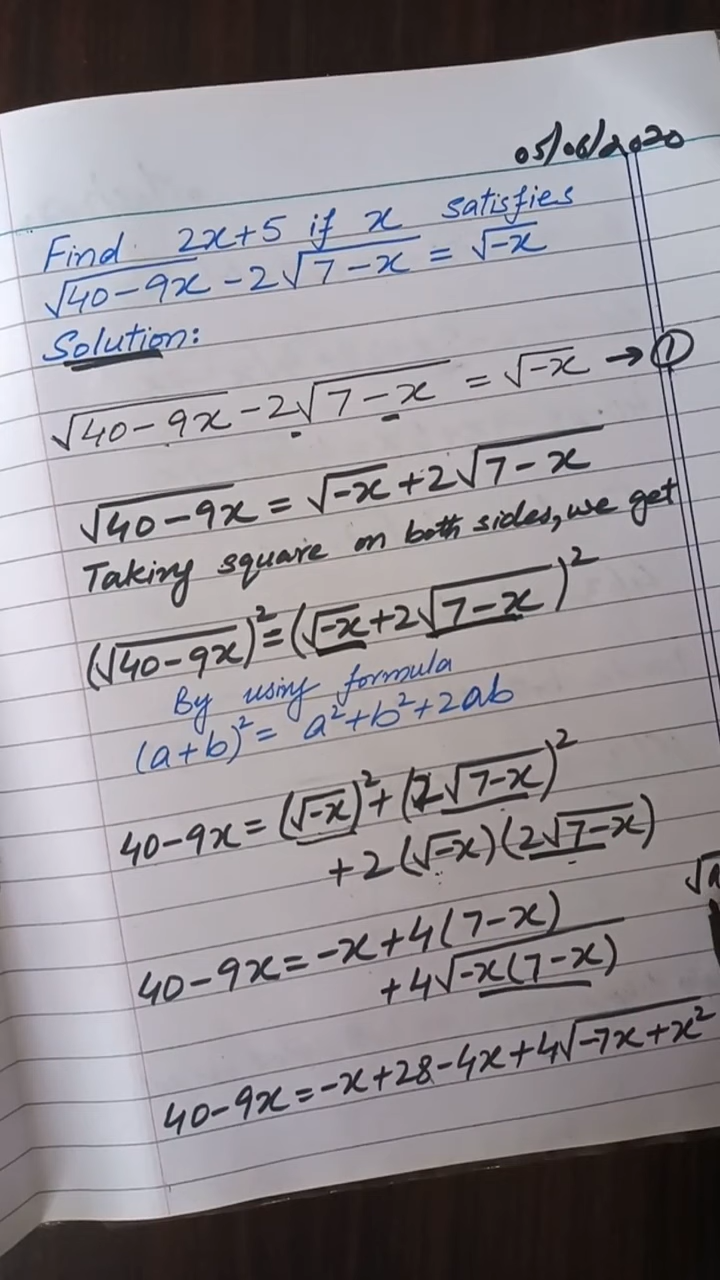 05/06/2020
Find 2x+5 if x satisfies
√40-9x - 2√7-x = √-x
Solution:
√40-9x - 2√7-x = √-x → ①
√40-9x = √-x + 2√7-x
Taking square on both sides, we get
(√40-9x)² = (√-x + 2√7-x)²
By using formula
(a+b)² = a²+b²+2ab
40-9x = (√-x)² + (2√7-x)²
+2(√-x)(2√7-x)
40-9x = -x+4(7-x)
+4√-x(7-x)
40-9x = -x+28-4x+4√-7x+x²